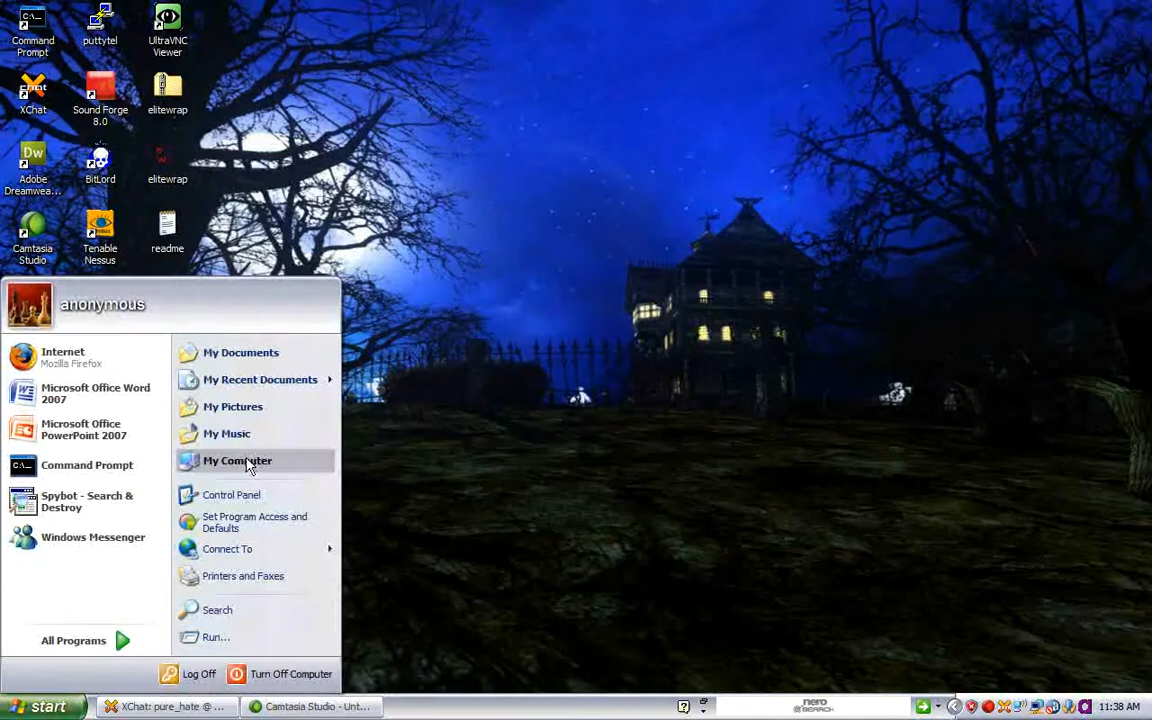 Command
Prompt
puttytel
UltraVNC
Viewer
XChat
Sound Forge
8.0
elitewrap
Adobe
Dreamwea...
BitLord
elitewrap
Camtasia
Studio
Tenable
Nessus
readme
anonymous
Internet
Mozilla Firefox
Microsoft Office Word
2007
Microsoft Office
PowerPoint 2007
Command Prompt
Spybot - Search &
Destroy
Windows Messenger
All Programs
My Documents
My Recent Documents
My Pictures
My Music
My Computer
Control Panel
Set Program Access and
Defaults
Connect To
Printers and Faxes
Search
Run...
Log Off
Turn Off Computer
start
XChat: pure_hate @ ...
Camtasia Studio - Unt...
nero
SEARCH
11:38 AM